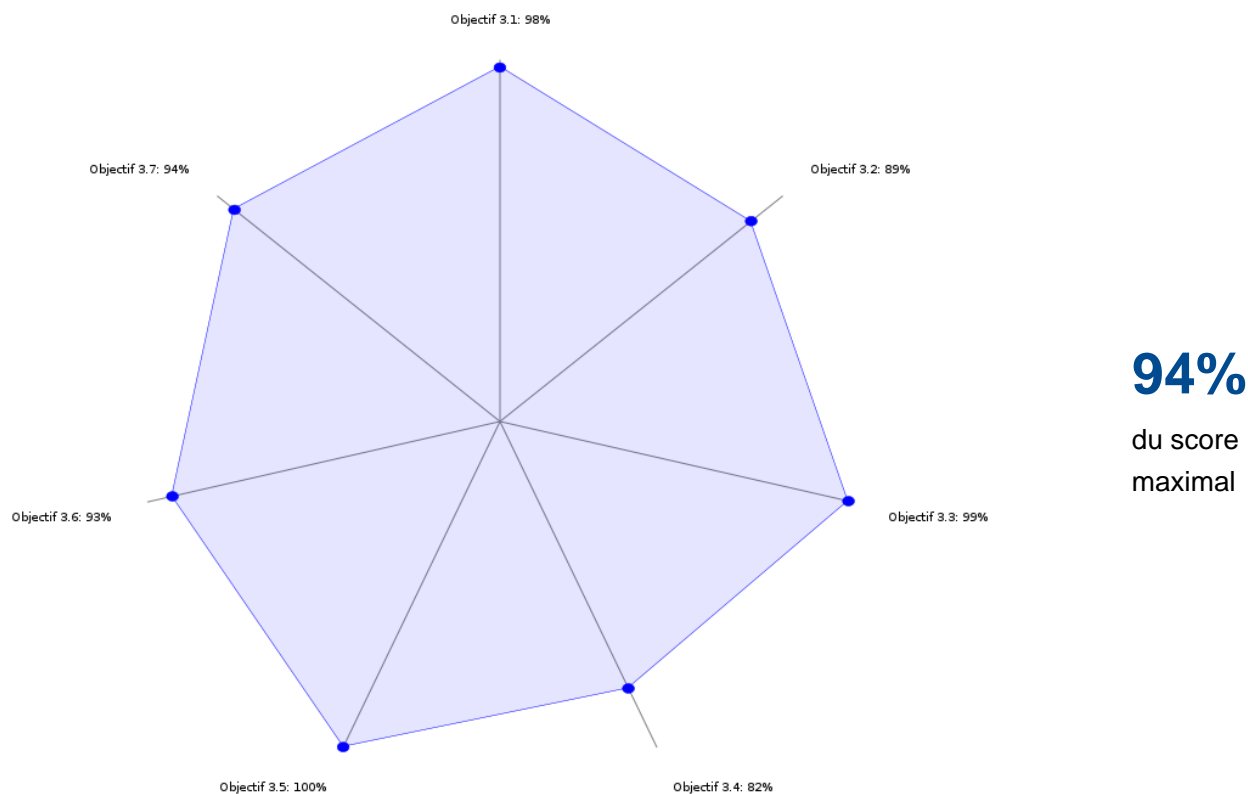 Objectif 3.1: 98%
Objectif 3.7: 94%
Objectif 3.2: 89%
94%
du score
maximal
Objectif 3.6: 93%
Objectif 3.3: 99%
Objectif 3.5: 100%
Objectif 3.4: 82%